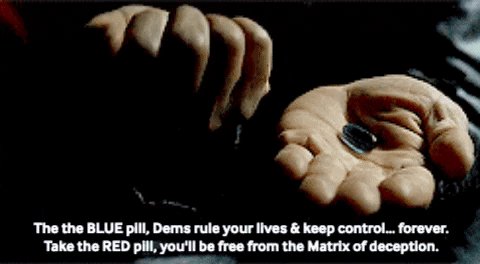 The the BLUE pill, Dems rule your lives & keep control... forever.
Take the RED pill, you'll be free from the Matrix of deception.